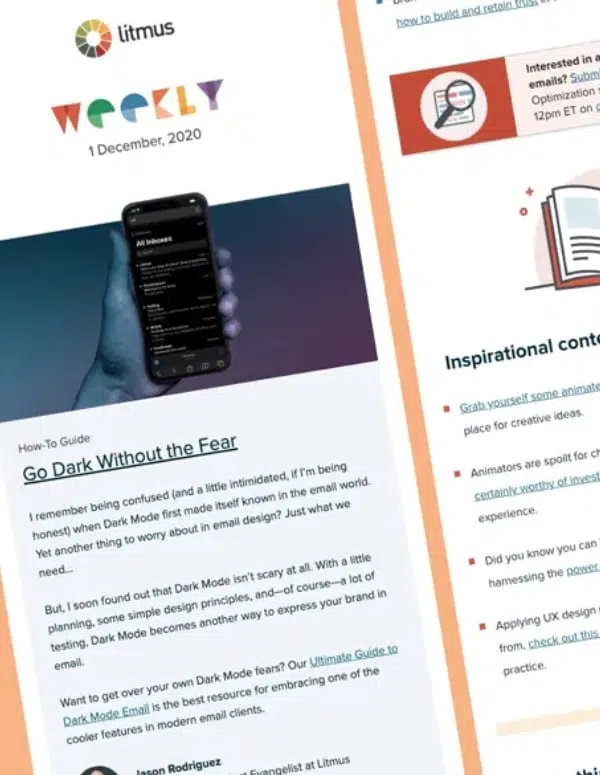 litmus
WEEKLY
1 December, 2020
All Inboxes
How-To Guide
Go Dark Without the Fear
I remember being confused (and a little intimidated, if I'm being
honest) when Dark Mode first made itself known in the email world.
Yet another thing to worry about in email design? Just what we
need...
But, I soon found out that Dark Mode isn't scary at all. With a little
planning, some simple design principles, and—of course—a lot of
testing, Dark Mode becomes another way to express your brand in
email.
Want to get over your own Dark Mode fears? Our Ultimate Guide to
Dark Mode Email is the best resource for embracing one of the
cooler features in modern email clients.
Jason Rodriguez
Evangelist at Litmus
how to build and retain trust
Interested in a
emails? Submi
Optimization s
12pm ET on
Inspirational conte
Grab yourself some animate
place for creative ideas.
Animators are spoilt for ch
certainly worthy of invest
experience.
Did you know you can
harnessing the power
Applying UX design
from, check out this
practice.